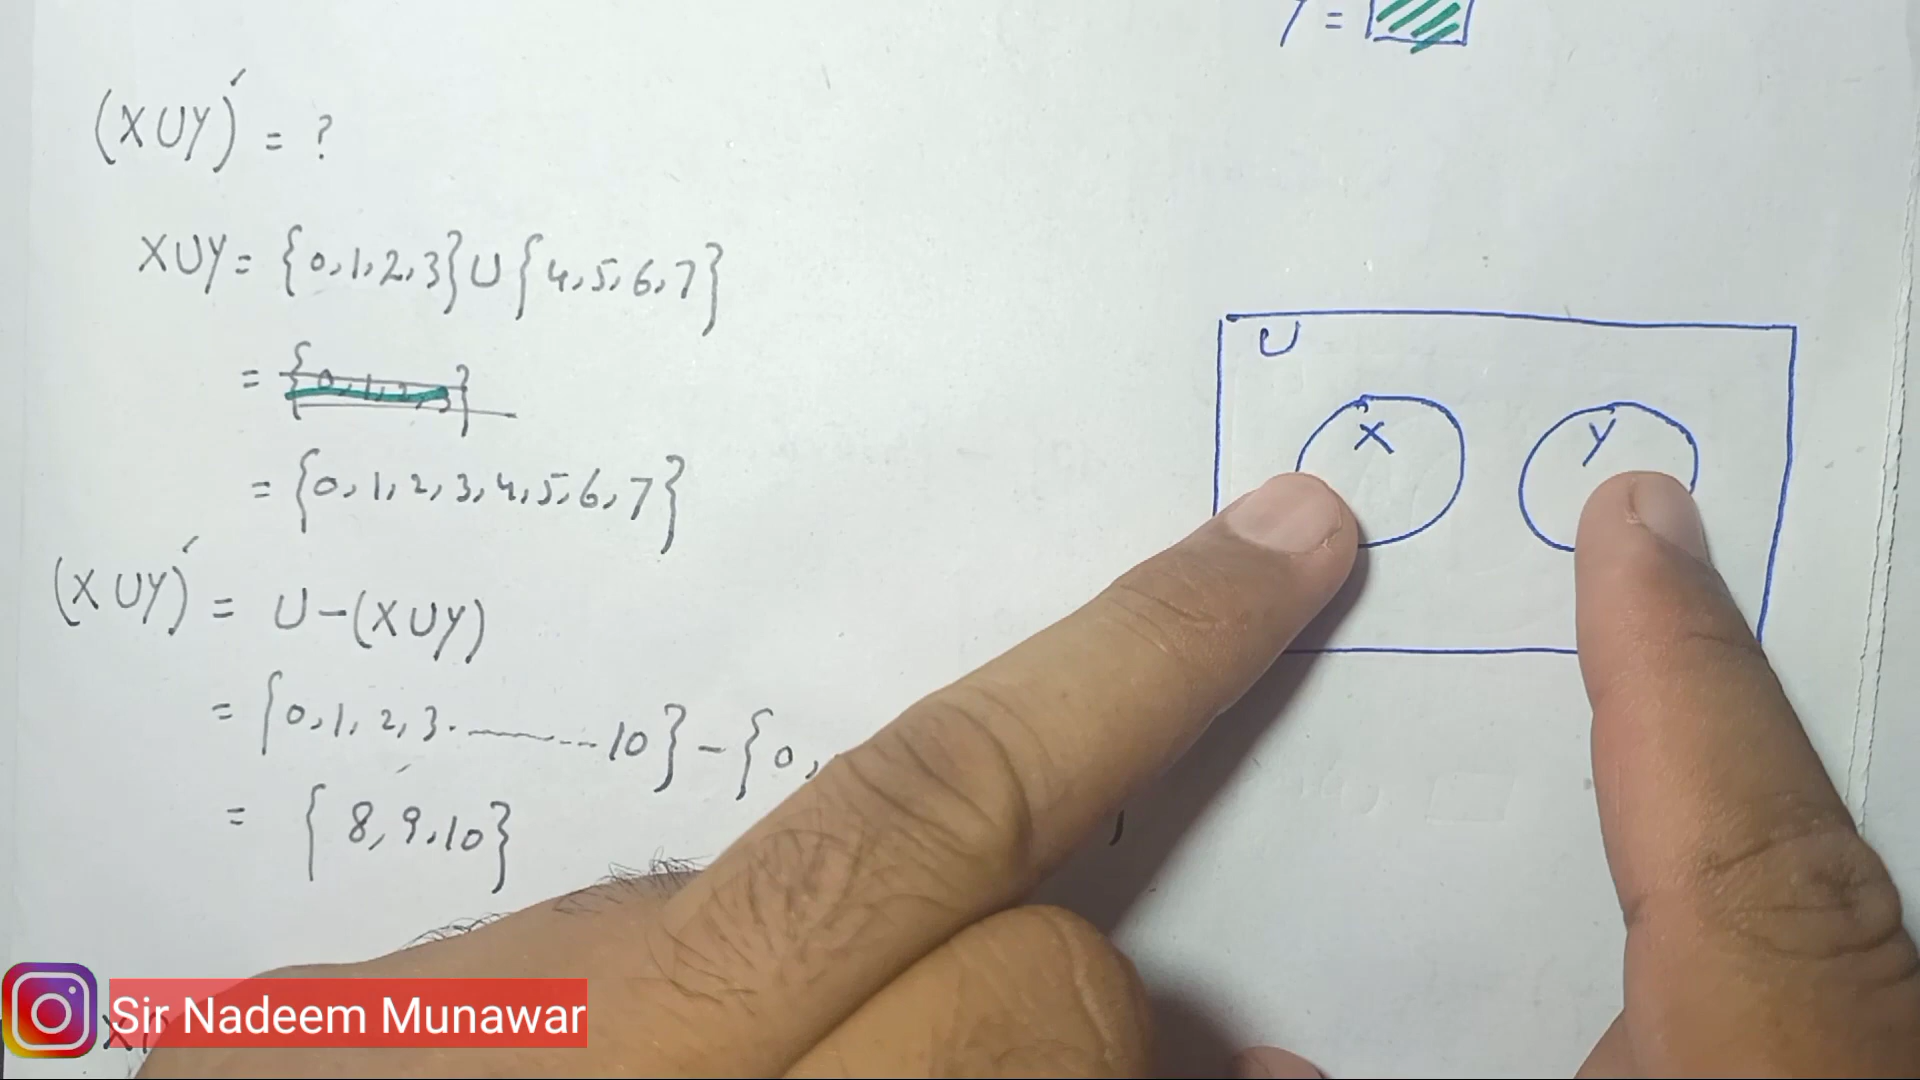 Y =
(X∪Y)′ = ?
X∪Y = {0,1,2,3}∪{4,5,6,7}
= {0,1,2,3}
= {0,1,2,3,4,5,6,7}
(X∪Y)′ = U-(X∪Y)
= {0,1,2,3.........10} - {0,
= {8,9,10}
U
X
Y
Sir Nadeem Munawar